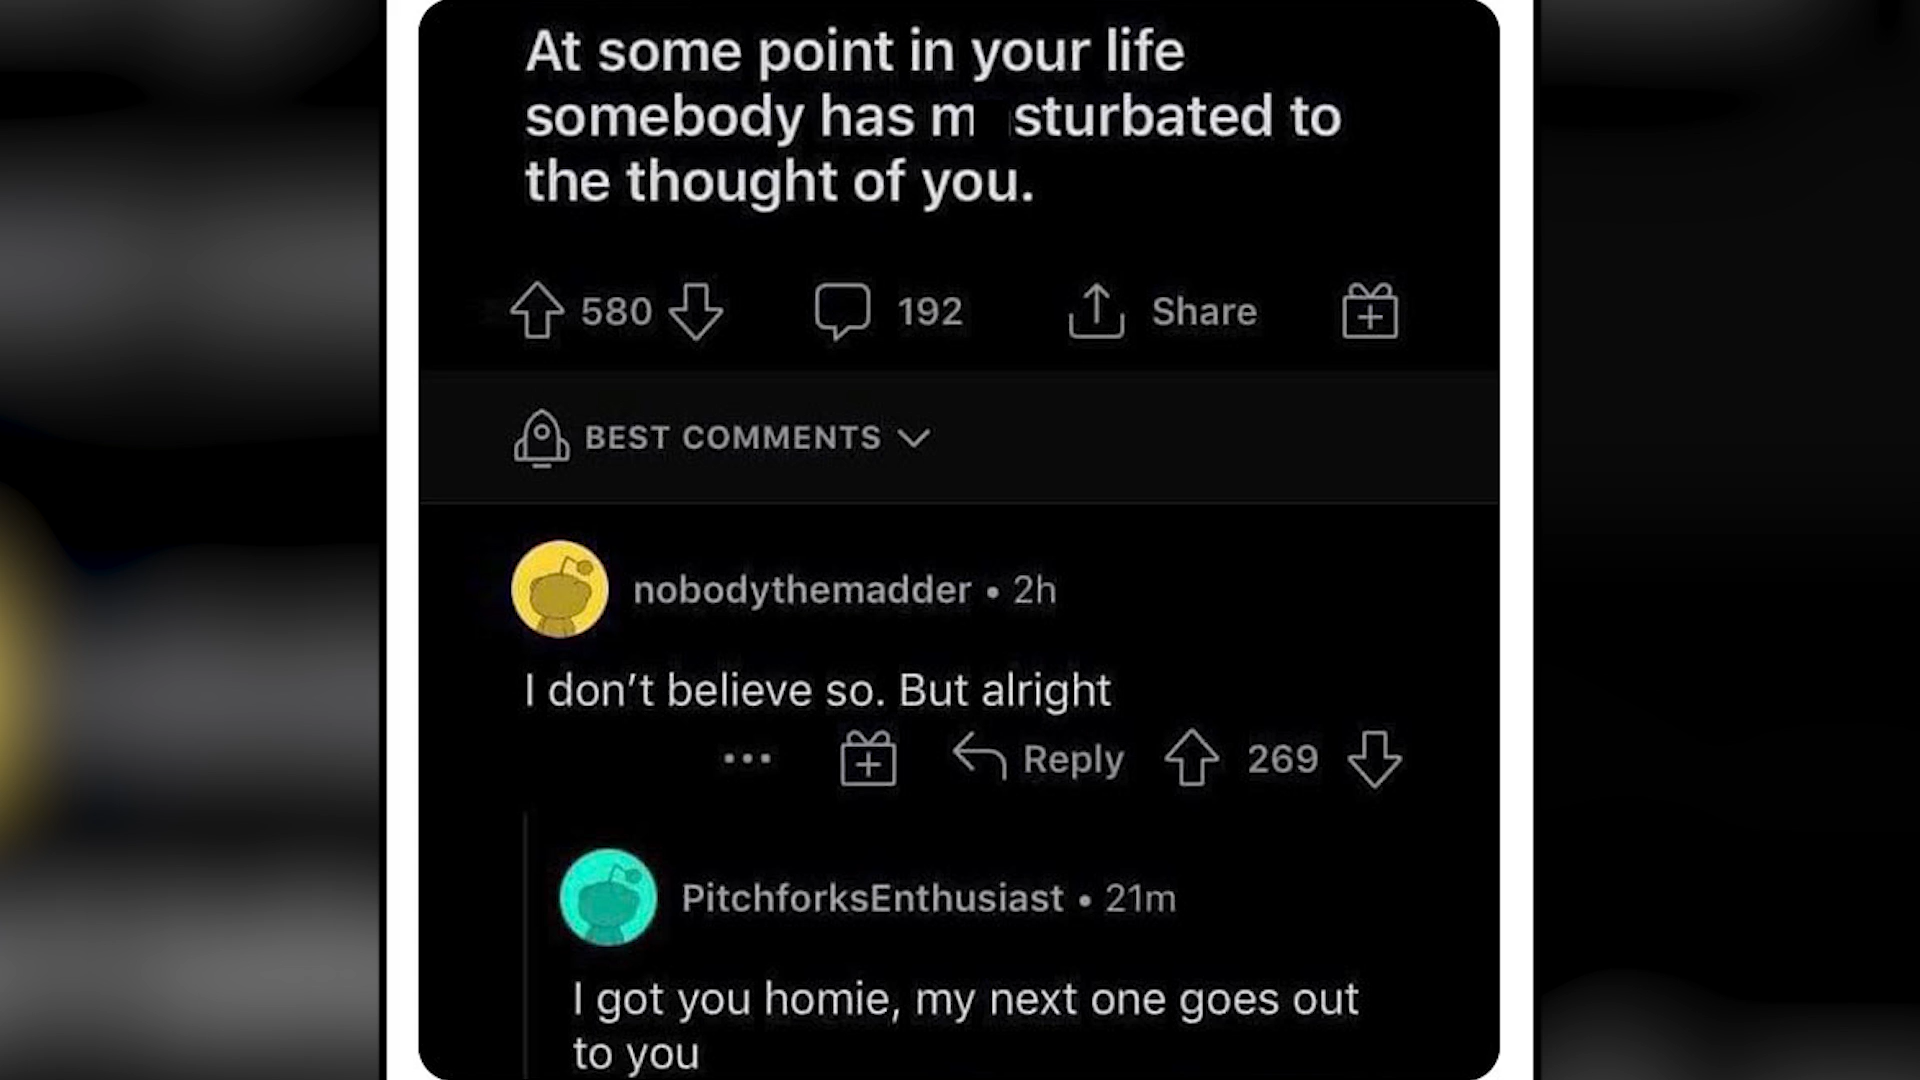 At some point in your life
somebody has m sturbated to
the thought of you.
580 192 Share
BEST COMMENTS
nobodythemadder • 2h
I don’t believe so. But alright
... Reply 269
PitchforksEnthusiast • 21m
I got you homie, my next one goes out
to you